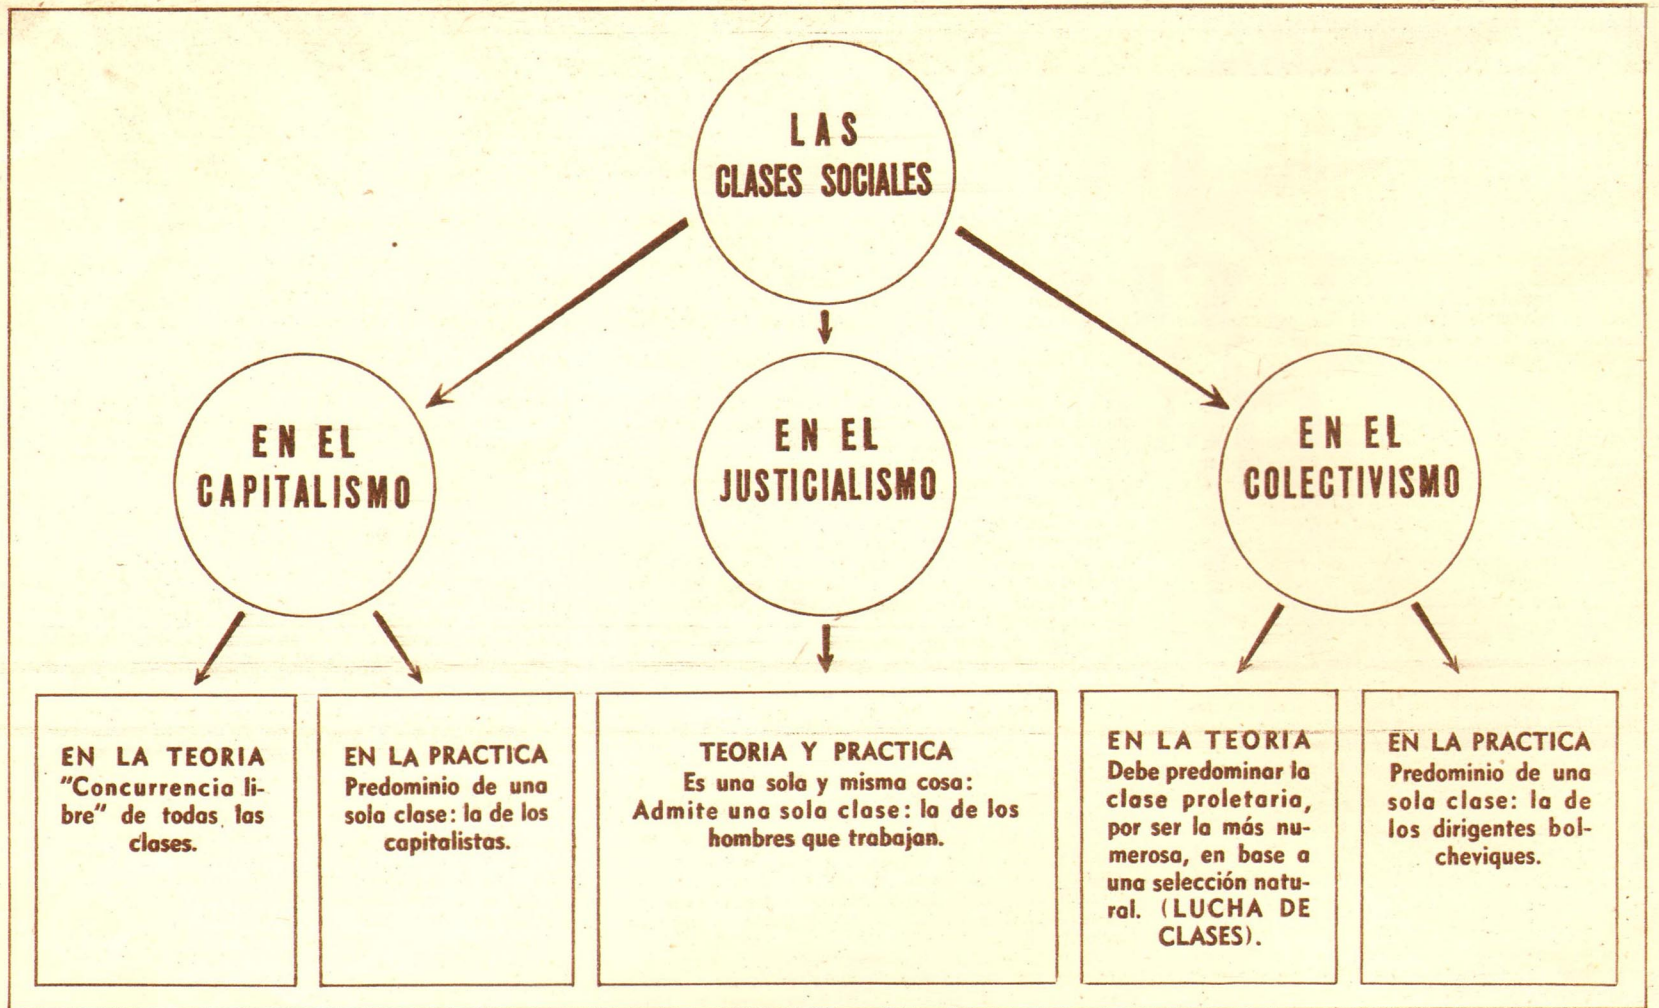 LAS
CLASES SOCIALES
EN EL
CAPITALISMO
EN EL
JUSTICIALISMO
EN EL
COLECTIVISMO
EN LA TEORIA
"Concurrencia li-
bre" de todas las
clases.
EN LA PRACTICA
Predominio de una
sola clase: la de los
capitalistas.
TEORIA Y PRACTICA
Es una sola y misma cosa:
Admite una sola clase: la de los
hombres que trabajan.
EN LA TEORIA
Debe predominar la
clase proletaria,
por ser la más nu-
merosa, en base a
una selección natu-
ral. (LUCHA DE
CLASES).
EN LA PRACTICA
Predominio de una
sola clase: la de
los dirigentes bol-
cheviques.